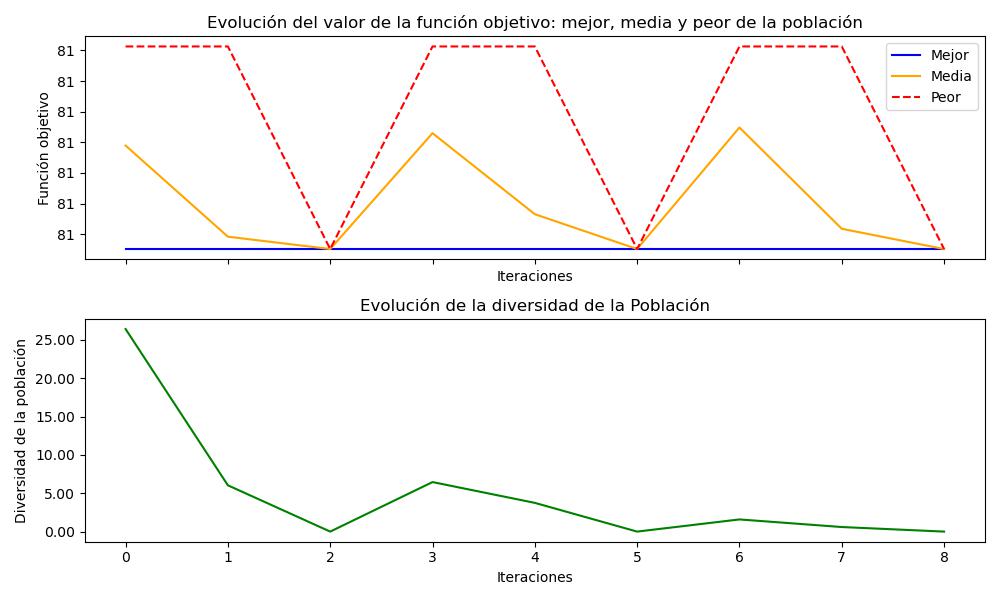 Evolución del valor de la función objetivo: mejor, media y peor de la población
81
81
81
81
81
81
81
Función objetivo
Mejor
Media
Peor
Iteraciones
Evolución de la diversidad de la Población
25.00
20.00
15.00
10.00
5.00
0.00
Diversidad de la población
0 1 2 3 4 5 6 7 8
Iteraciones